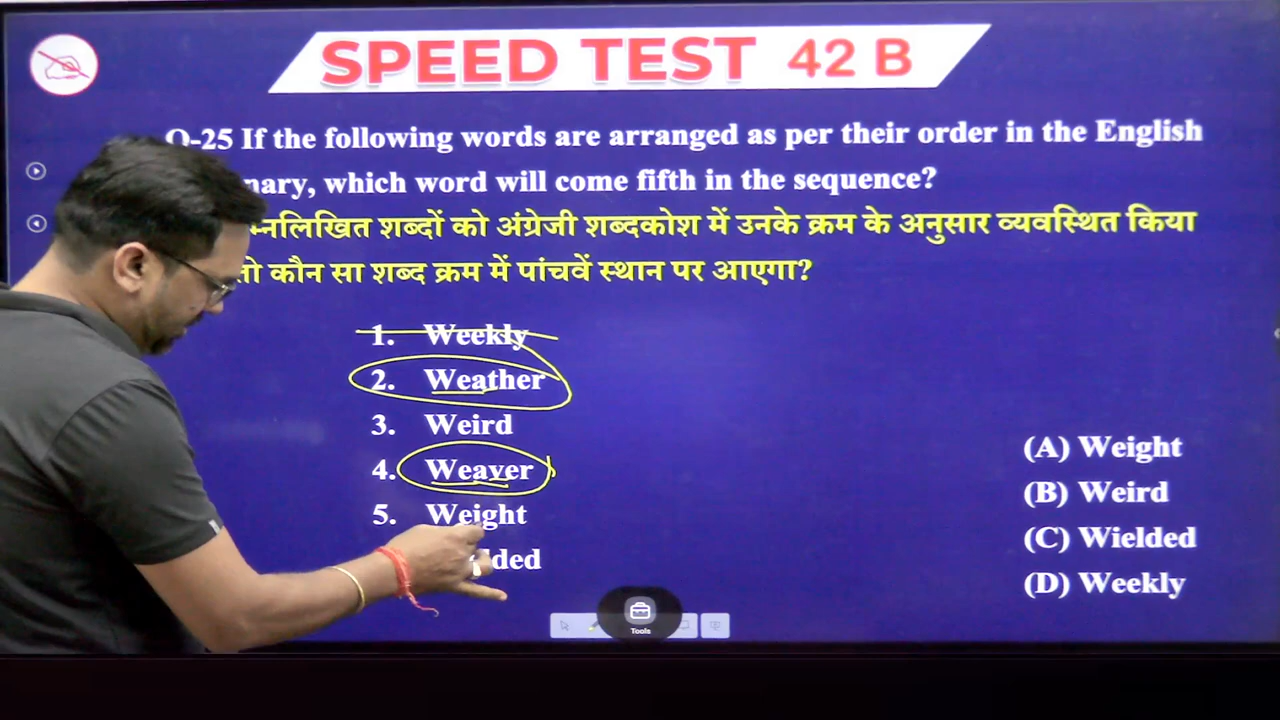 SPEED TEST 42 B
Q-25 If the following words are arranged as per their order in the English
nary, which word will come fifth in the sequence?
म्नलिखित शब्दों को अंग्रेजी शब्दकोश में उनके क्रम के अनुसार व्यवस्थित किया
तो कौन सा शब्द क्रम में पांचवें स्थान पर आएगा?
1. Weekly
2. Weather
3. Weird
4. Weaver
5. Weight
lded
(A) Weight
(B) Weird
(C) Wielded
(D) Weekly
Tools